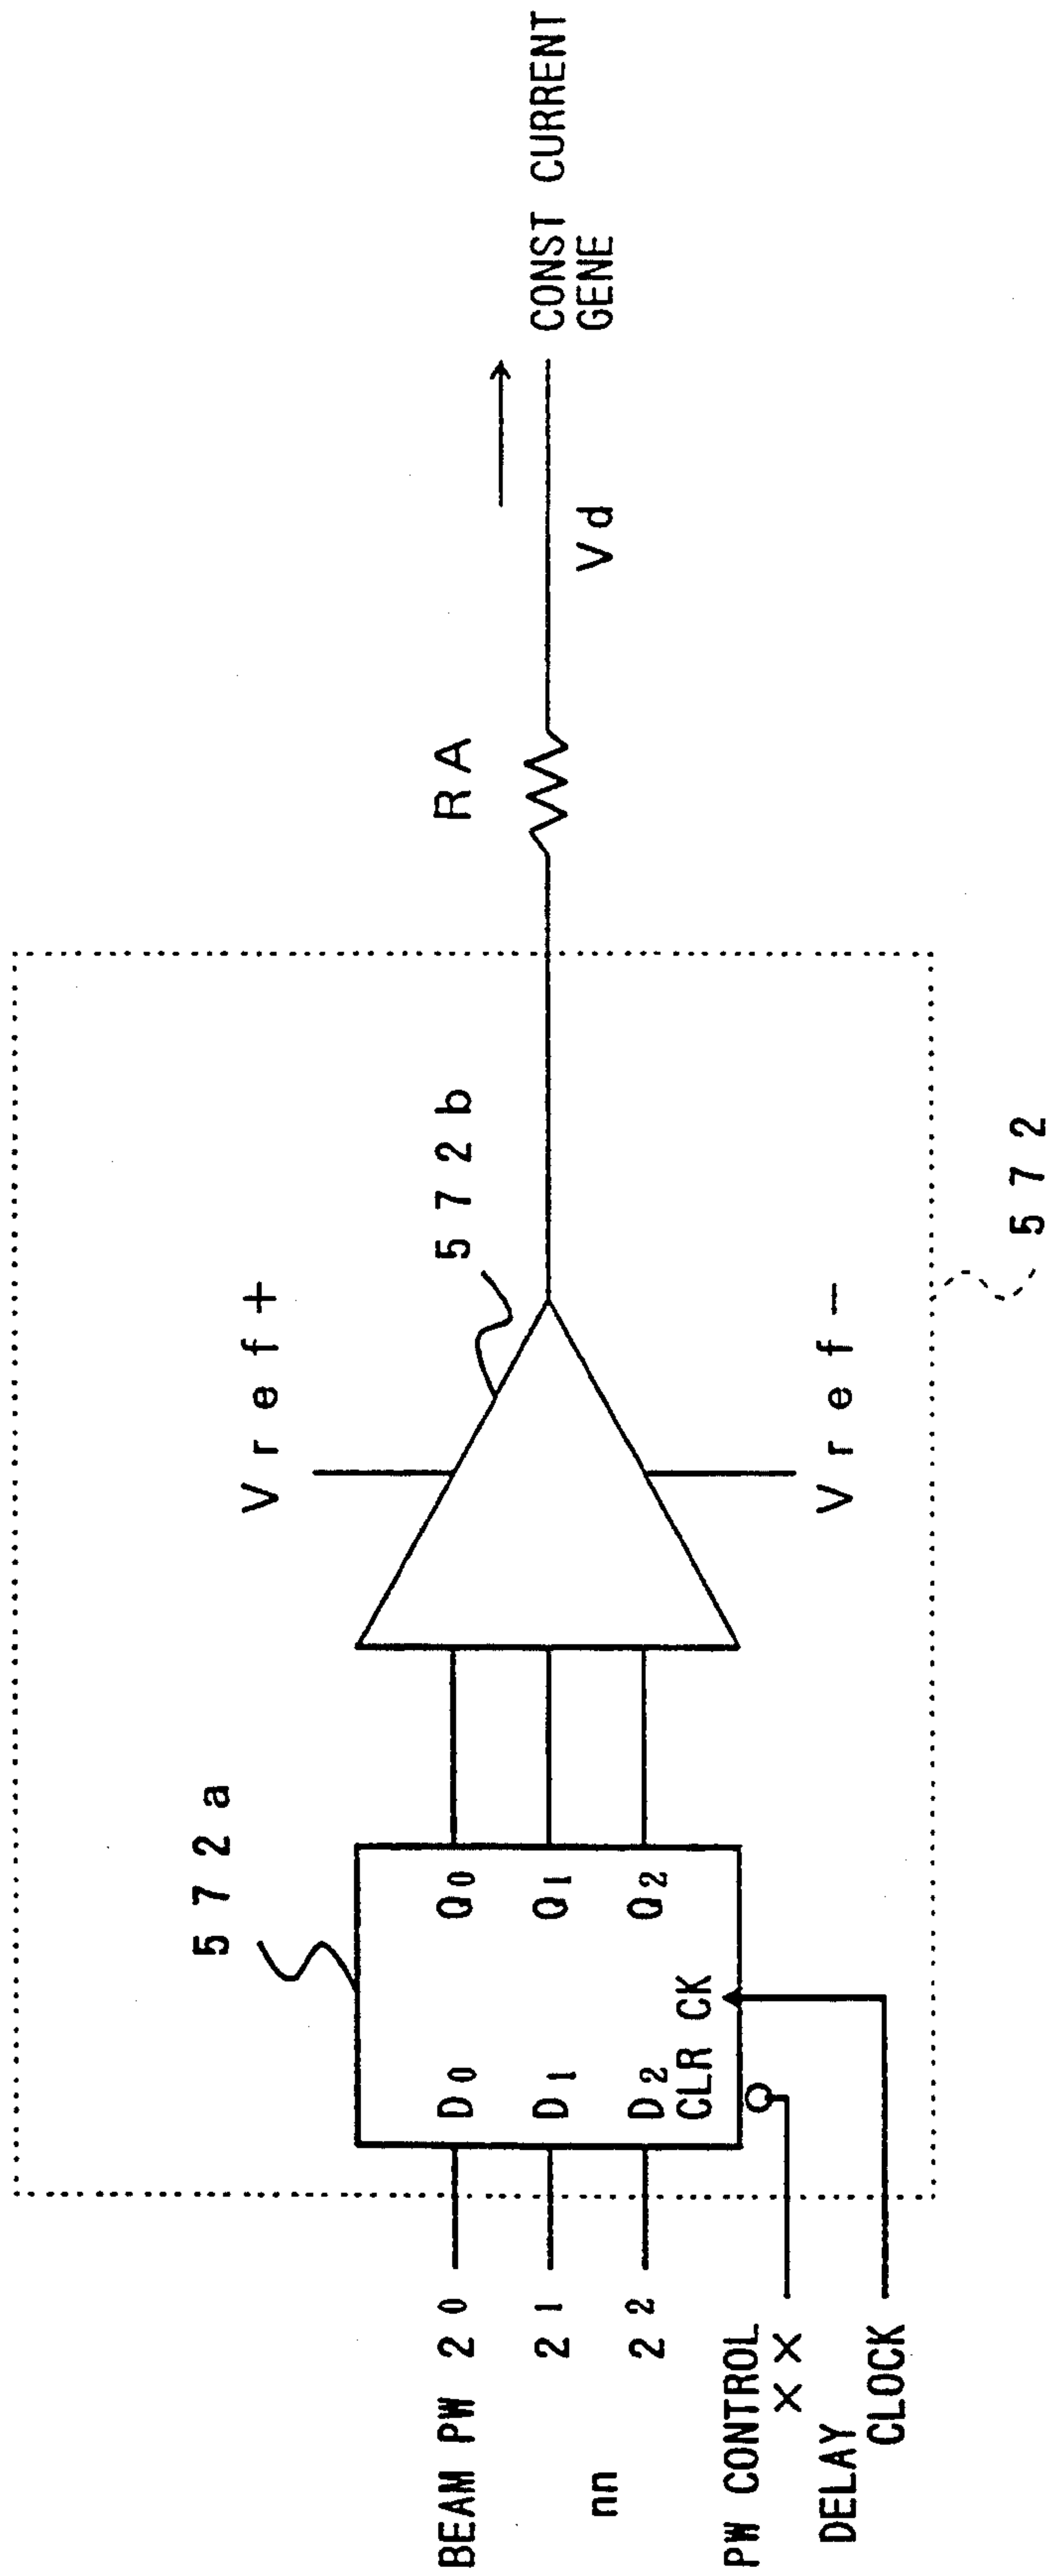 BEAM PW 2⁰
2¹
nn
2²
PW CONTROL
××
DELAY
CLOCK
572a
D0
D1
D2
CLR CK
Q0
Q1
Q2
Vref+
Vref−
572b
572
RA
Vd
CONST CURRENT
GENE